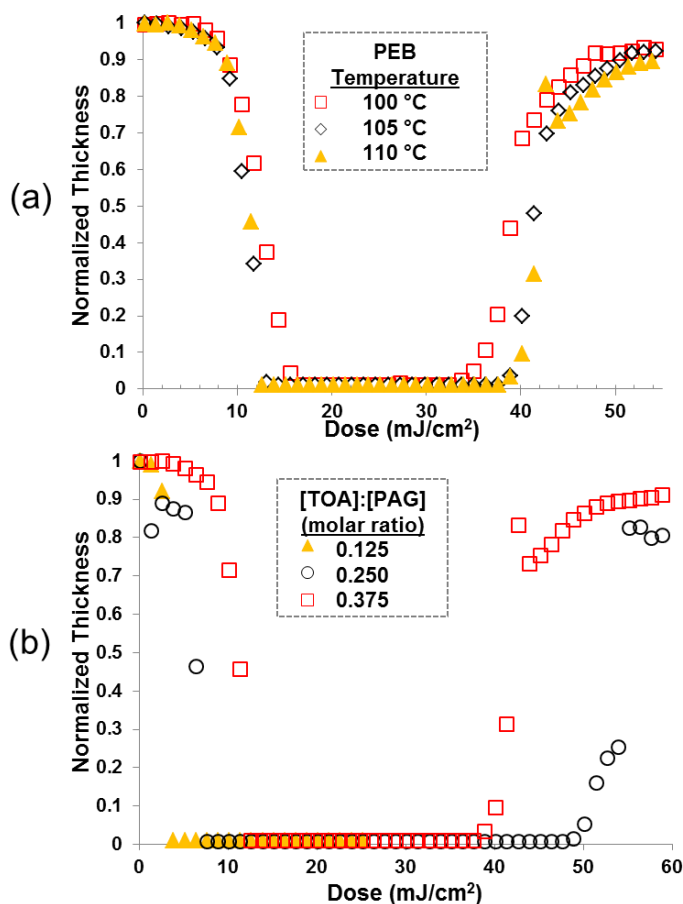 (a)
Normalized Thickness
1
0.9
0.8
0.7
0.6
0.5
0.4
0.3
0.2
0.1
0
PEB
Temperature
100 °C
105 °C
110 °C
0 10 20 30 40 50
Dose (mJ/cm²)
(b)
Normalized Thickness
1
0.9
0.8
0.7
0.6
0.5
0.4
0.3
0.2
0.1
0
[TOA]:[PAG]
(molar ratio)
0.125
0.250
0.375
0 10 20 30 40 50 60
Dose (mJ/cm²)